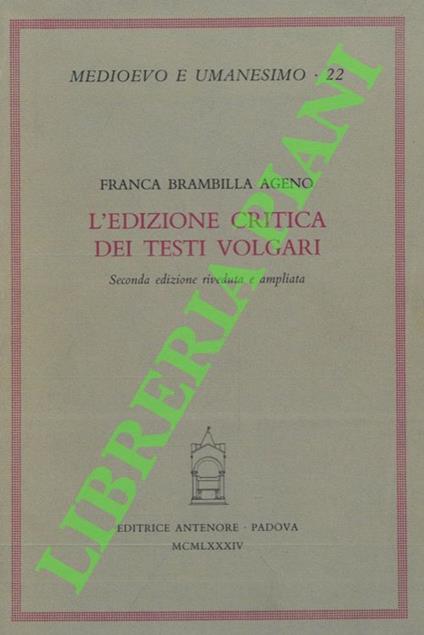 MEDIOEVO E UMANESIMO · 22
FRANCA BRAMBILLA AGENO
L'EDIZIONE CRITICA
DEI TESTI VOLGARI
Seconda edizione riveduta e ampliata
EDITRICE ANTENORE · PADOVA
MCMLXXXIV
LIBRERIA PIANI